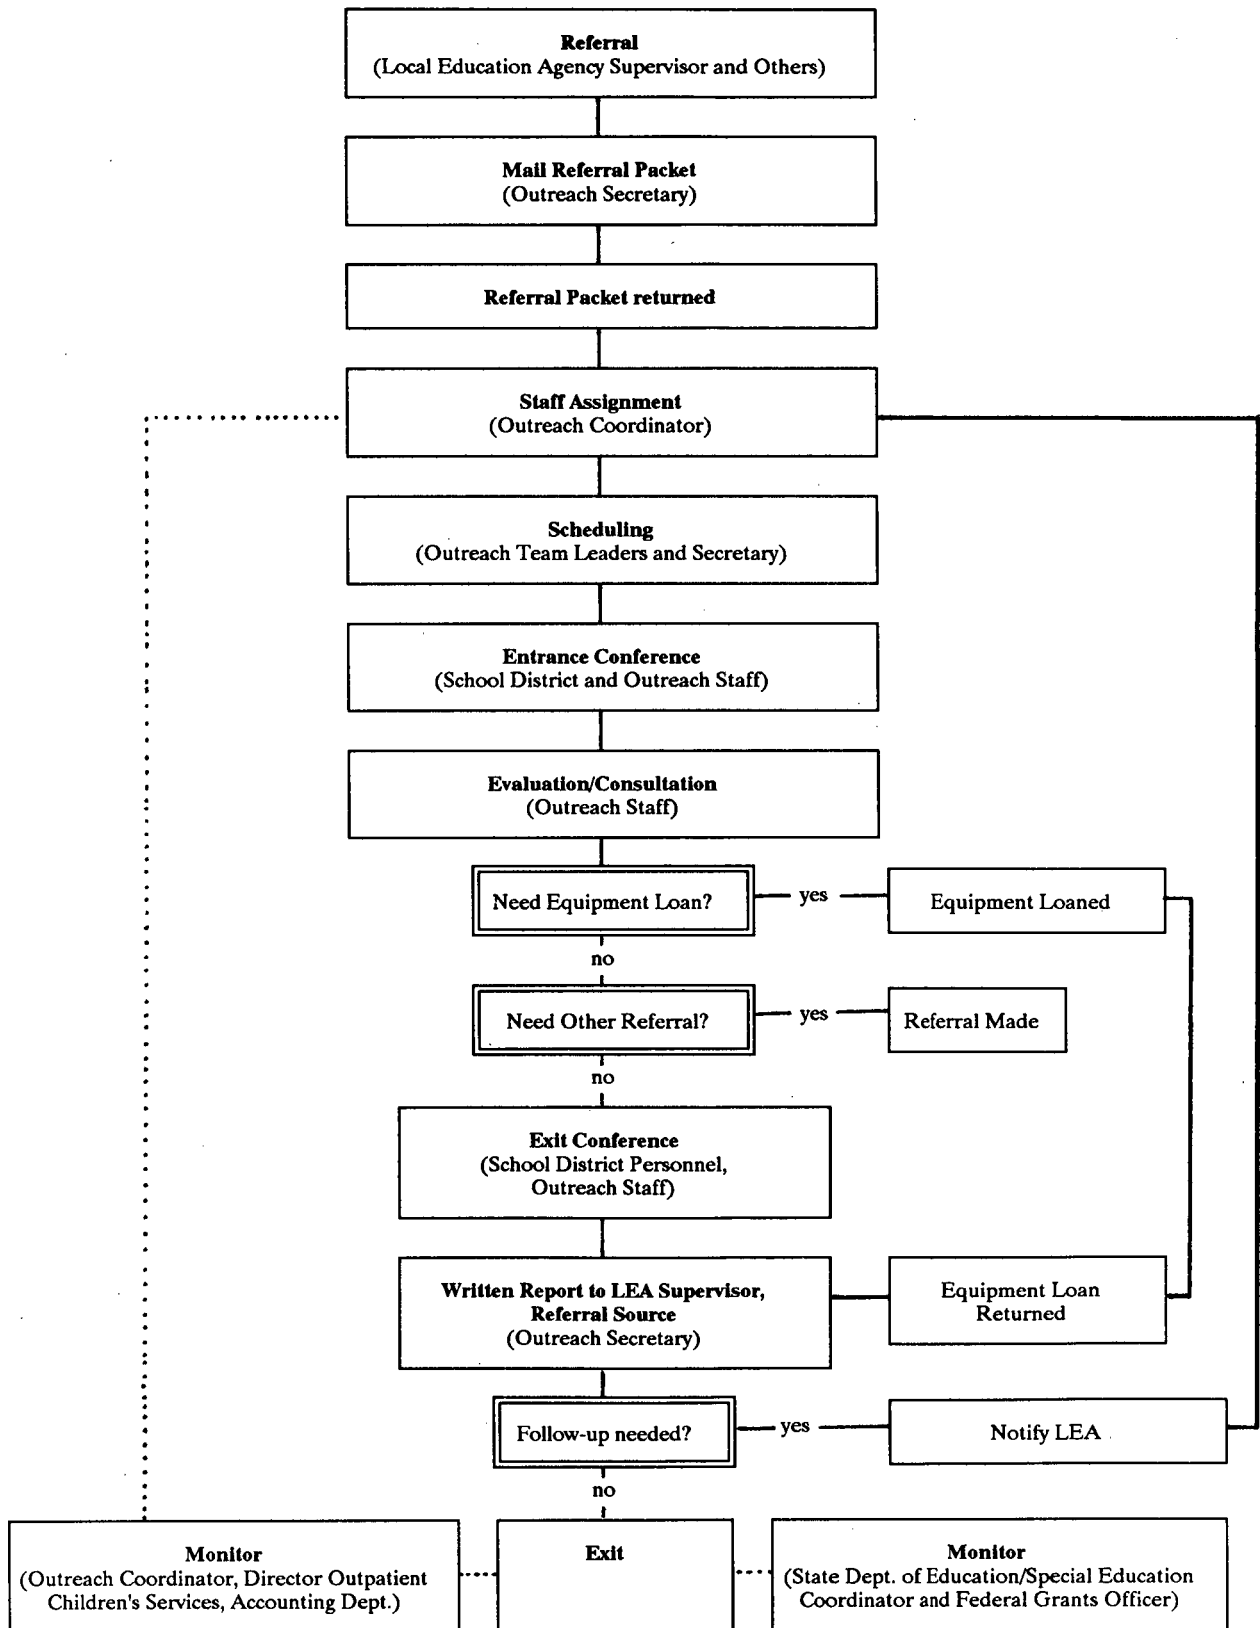 Referral
(Local Education Agency Supervisor and Others)
Mail Referral Packet
(Outreach Secretary)
Referral Packet returned
Staff Assignment
(Outreach Coordinator)
Scheduling
(Outreach Team Leaders and Secretary)
Entrance Conference
(School District and Outreach Staff)
Evaluation/Consultation
(Outreach Staff)
Need Equipment Loan?
yes
Equipment Loaned
no
Need Other Referral?
yes
Referral Made
no
Exit Conference
(School District Personnel,
Outreach Staff)
Written Report to LEA Supervisor,
Referral Source
(Outreach Secretary)
Equipment Loan
Returned
Follow-up needed?
yes
Notify LEA
no
Monitor
(Outreach Coordinator, Director Outpatient
Children's Services, Accounting Dept.)
Exit
Monitor
(State Dept. of Education/Special Education
Coordinator and Federal Grants Officer)